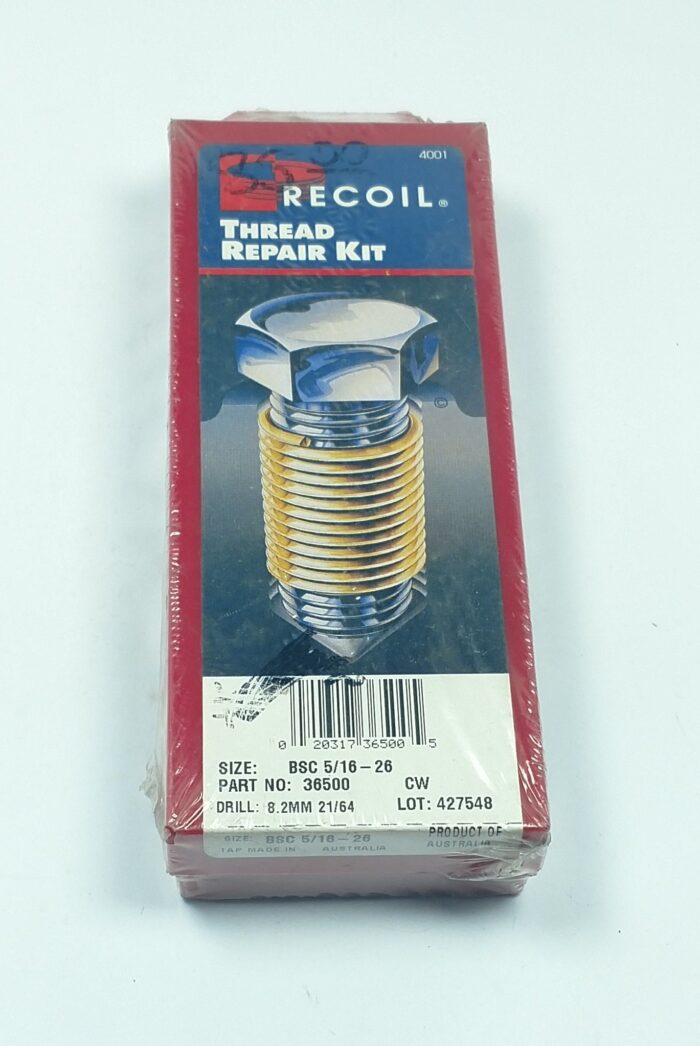 4001
RECOIL®
THREAD
REPAIR KIT
©
0 20317 36500 5
SIZE: BSC 5/16-26
PART NO: 36500 CW
DRILL: 8.2MM 21/64 LOT: 427548
SIZE: BSC 5/16-26 PRODUCT OF
TAP MADE IN AUSTRALIA AUSTRALIA